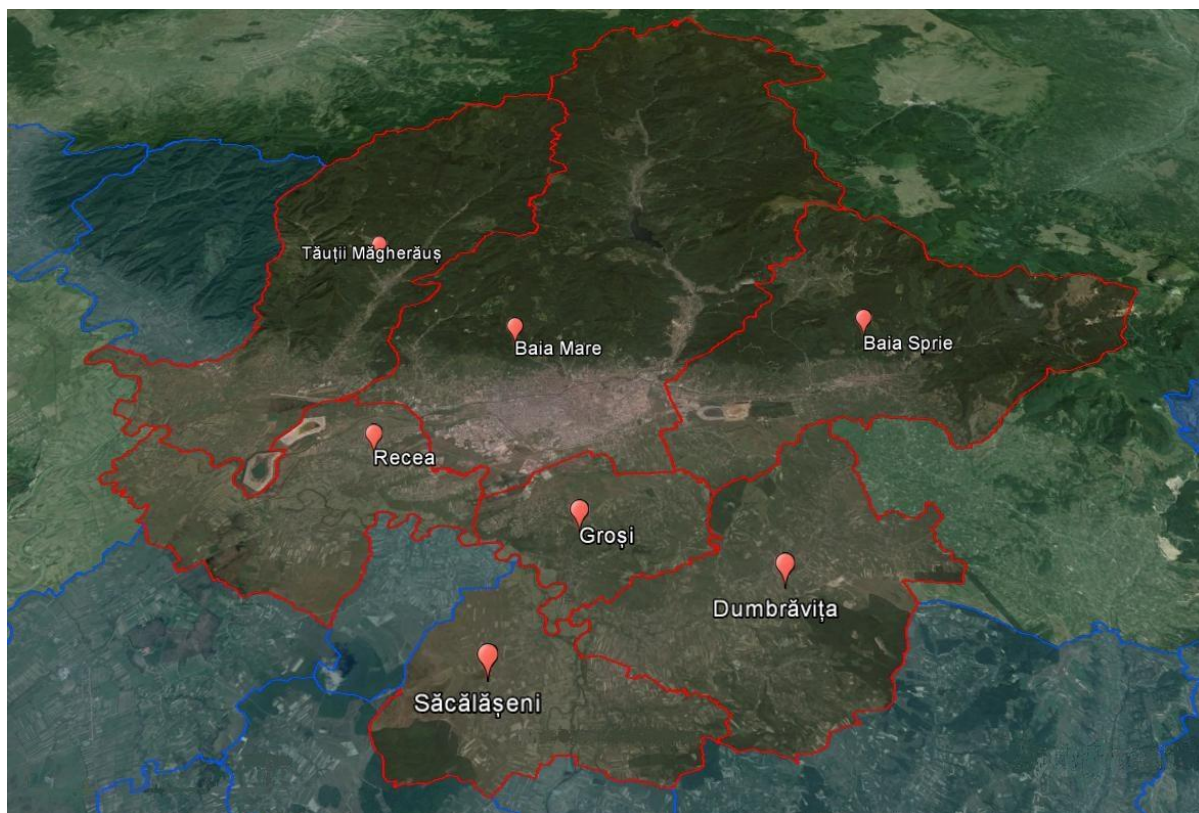 Tăuții Măgherăuș
Baia Mare
Baia Sprie
Recea
Groși
Dumbrăvița
Săcălășeni